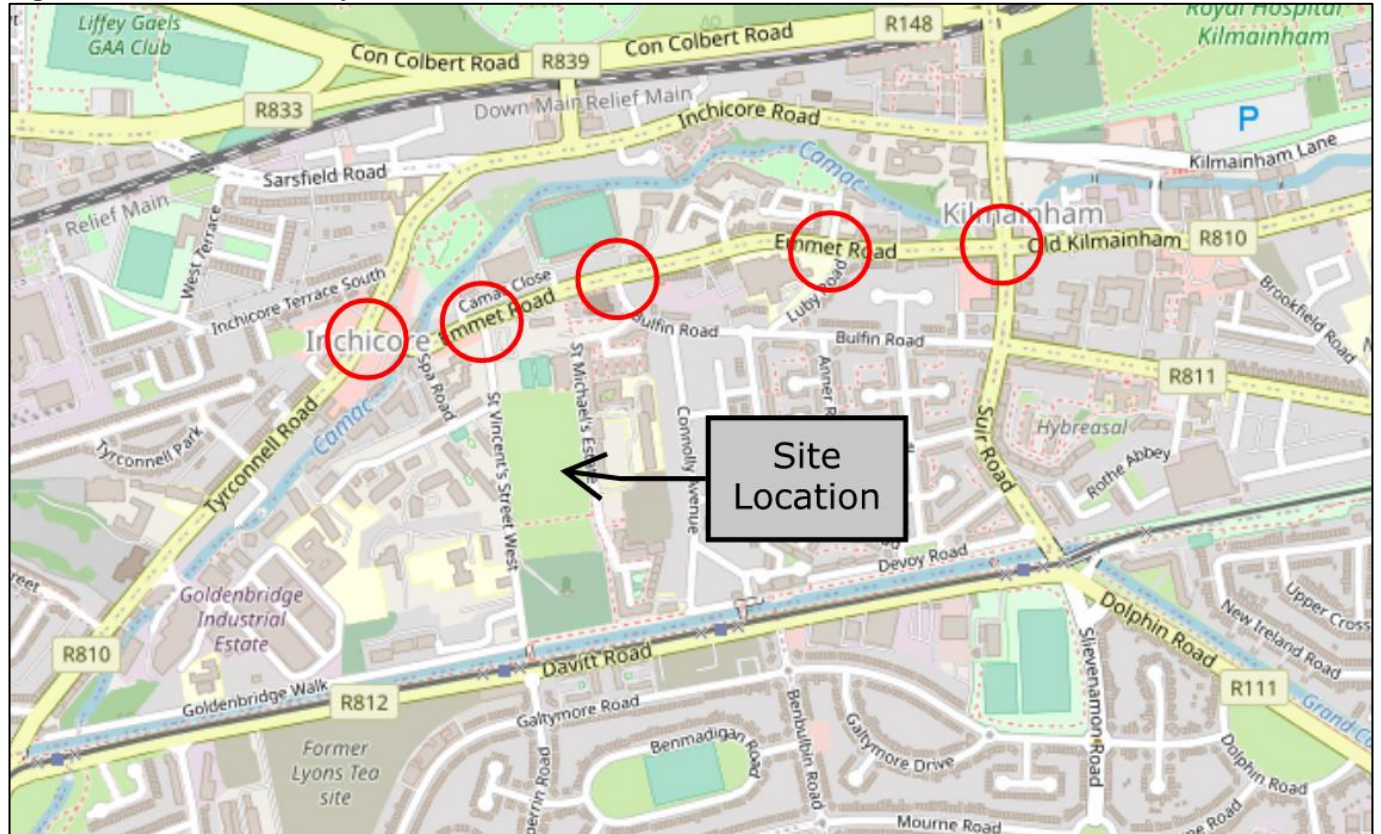 Liffey Gaels
GAA Club
Con Colbert Road
R839
Con Colbert Road
R148
Royal Hospital
Kilmainham
R833
Down Main Relief Main
Inchicore Road
P
Kilmainham Lane
Sarsfield Road
Camac
Relief Main
West Terrace
Kilmainham
Emmet Road
Old Kilmainham
R810
Inchicore Terrace South
Camac Close
Luby Road
Brookfield Road
Inchicore
Emmet Road
Bulfin Road
Bulfin Road
Spa Road
St Michael's Estate
R811
Tyrconnell Road
Camac
St Vincent's Street West
Connolly Avenue
Site
Location
Suir Road
Hybreasal
Tyrconnell Park
Rothe Abbey
Devoy Road
Goldenbridge
Industrial
Estate
Dolphin Road
Upper Cross
New Ireland Road
R810
Davitt Road
Slievenamon Road
Goldenbridge Walk
R812
R111
Galtymore Road
Benbulbin Road
Galtymore Drive
Former
Lyons Tea
site
Benmadigan Road
Dolphin Road
Mourne Road